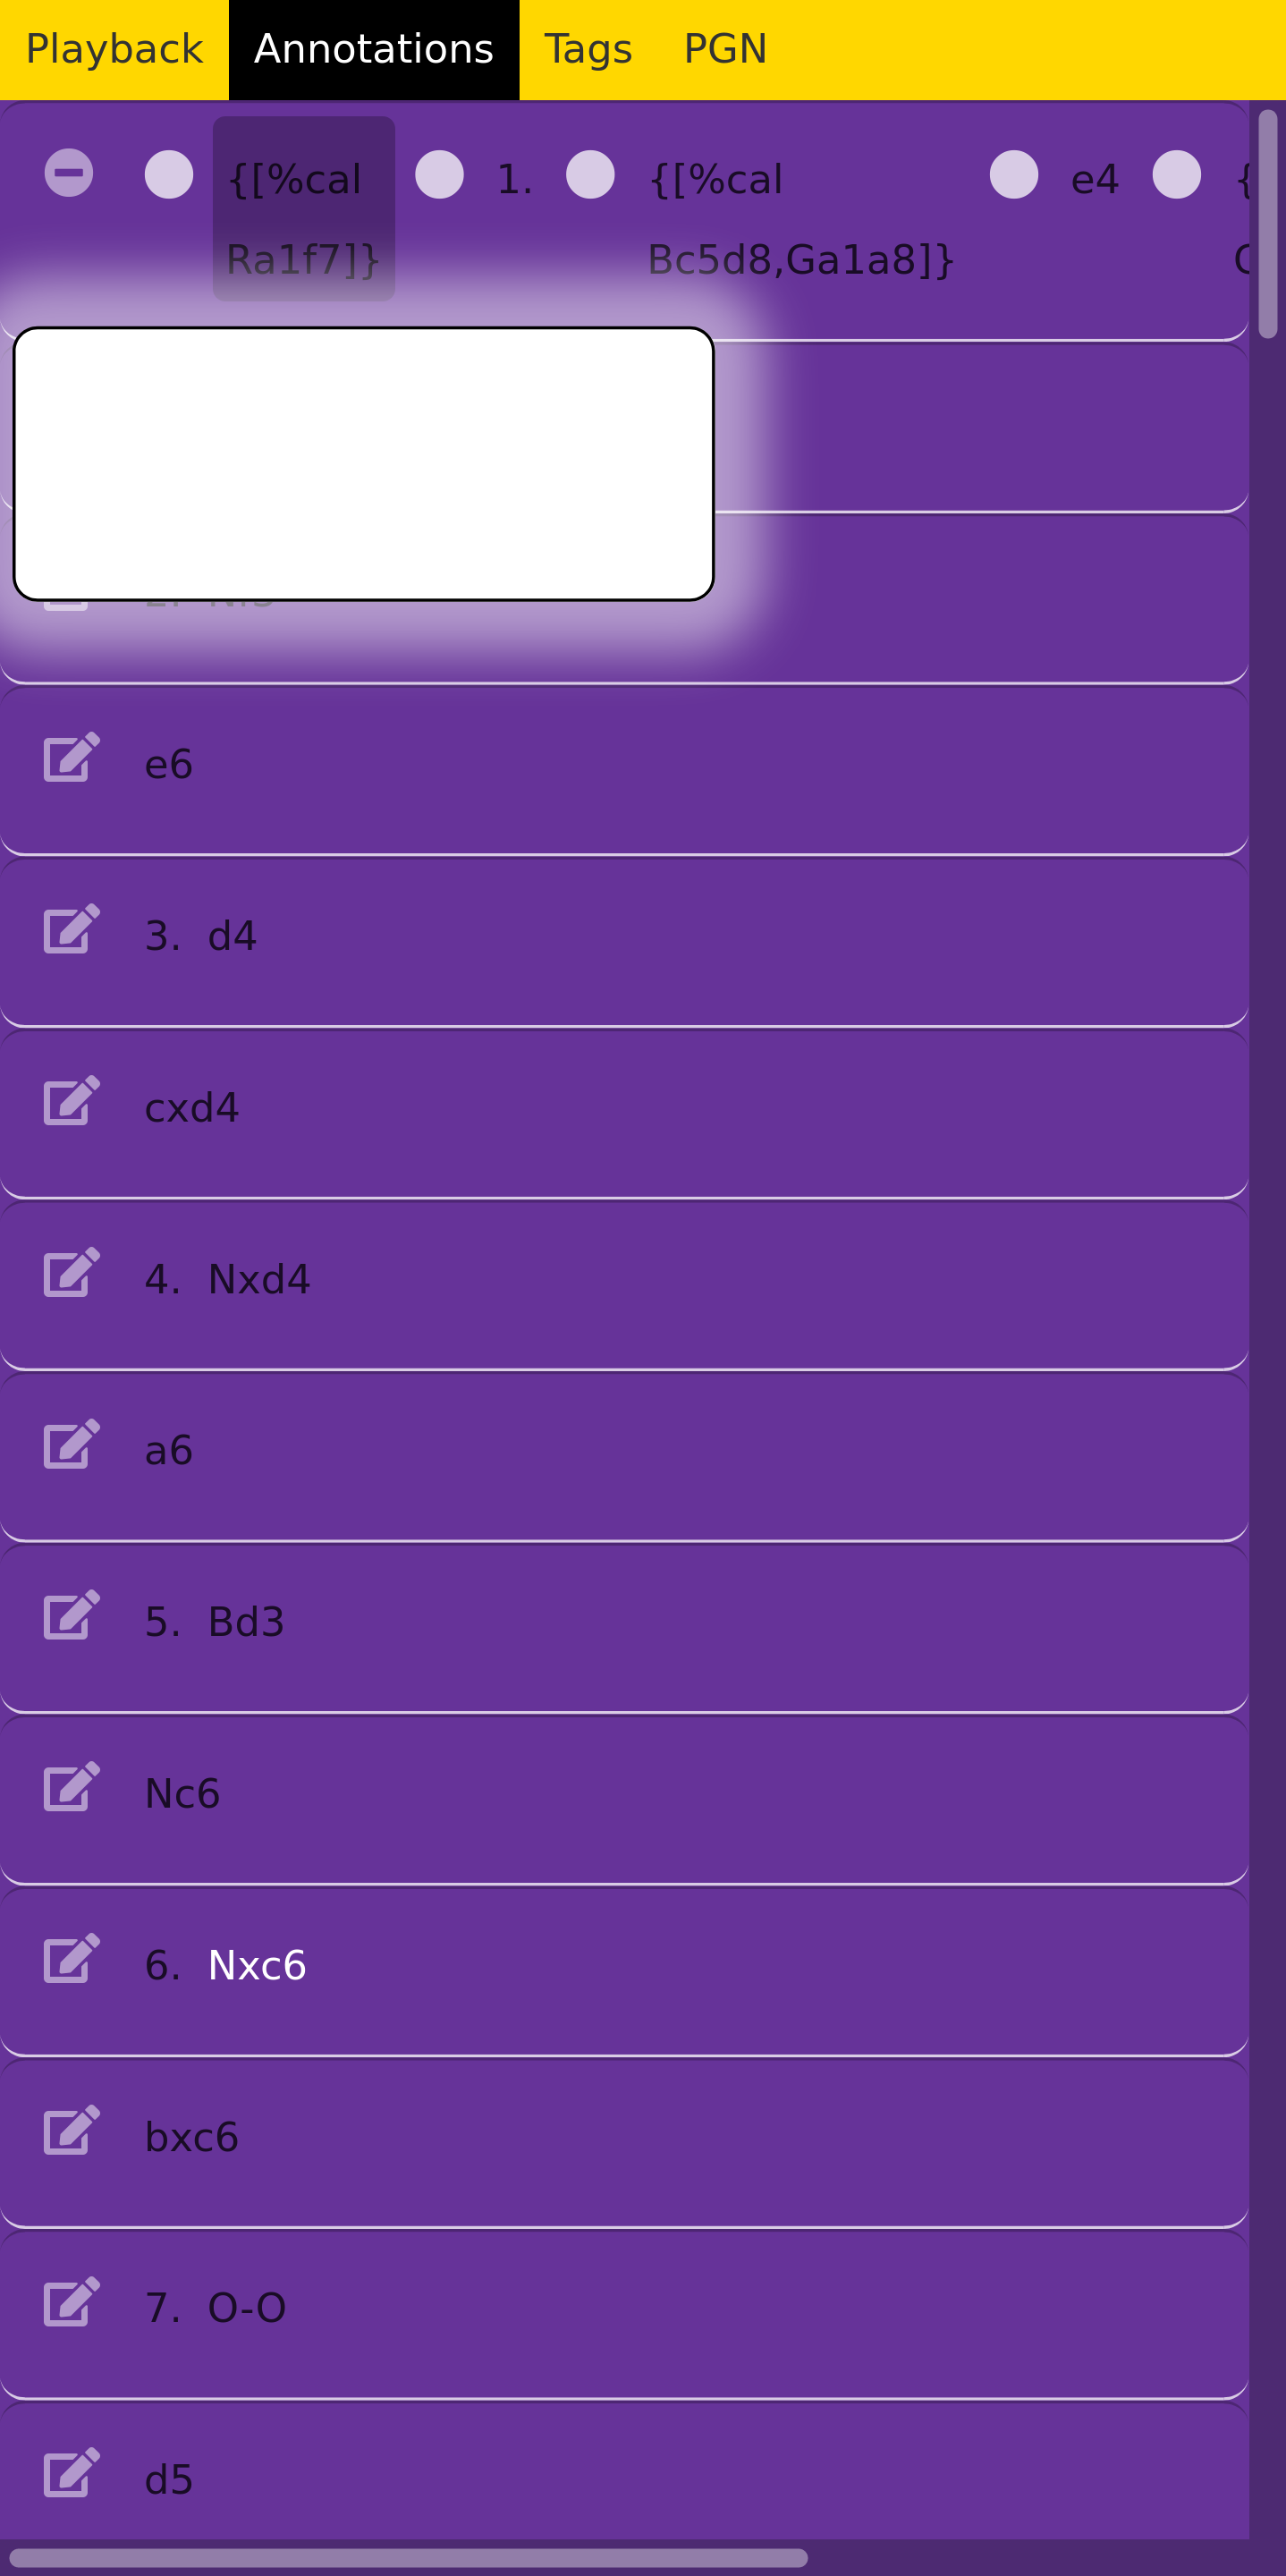 Playback Annotations Tags PGN
{[%cal 1. {[%cal e4 {
Ra1f7]} Bc5d8,Ga1a8]}
e6
3. d4
cxd4
4. Nxd4
a6
5. Bd3
Nc6
6. Nxc6
bxc6
7. O-O
d5